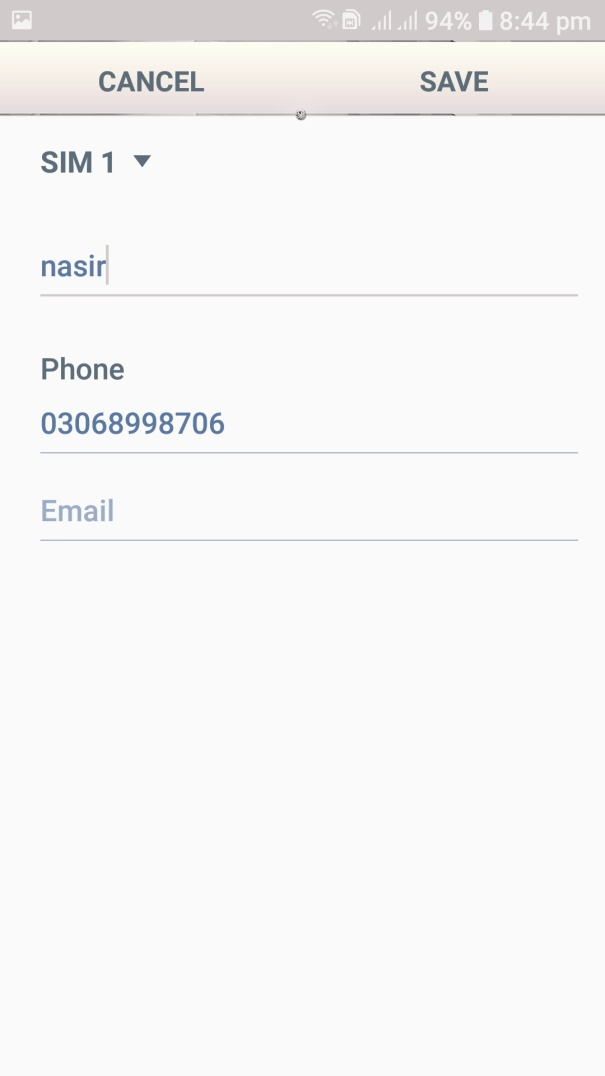 94% 8:44 pm
CANCEL SAVE
SIM 1
nasir
Phone
03068998706
Email